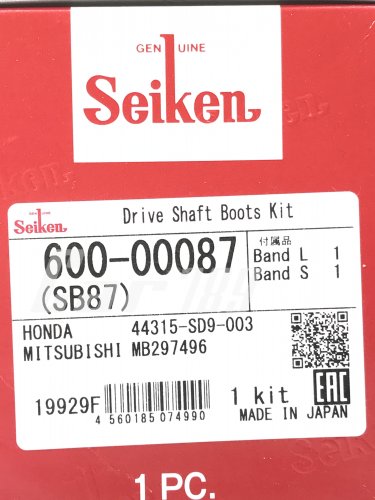 GENUINE
Seiken
Seiken
Drive Shaft Boots Kit
600-00087
(SB87)
付属品
Band L 1
Band S 1
HONDA 44315-SD9-003
MITSUBISHI MB297496
19929F
4 560185 074990
1 kit
EAC
MADE IN JAPAN
1 PC.